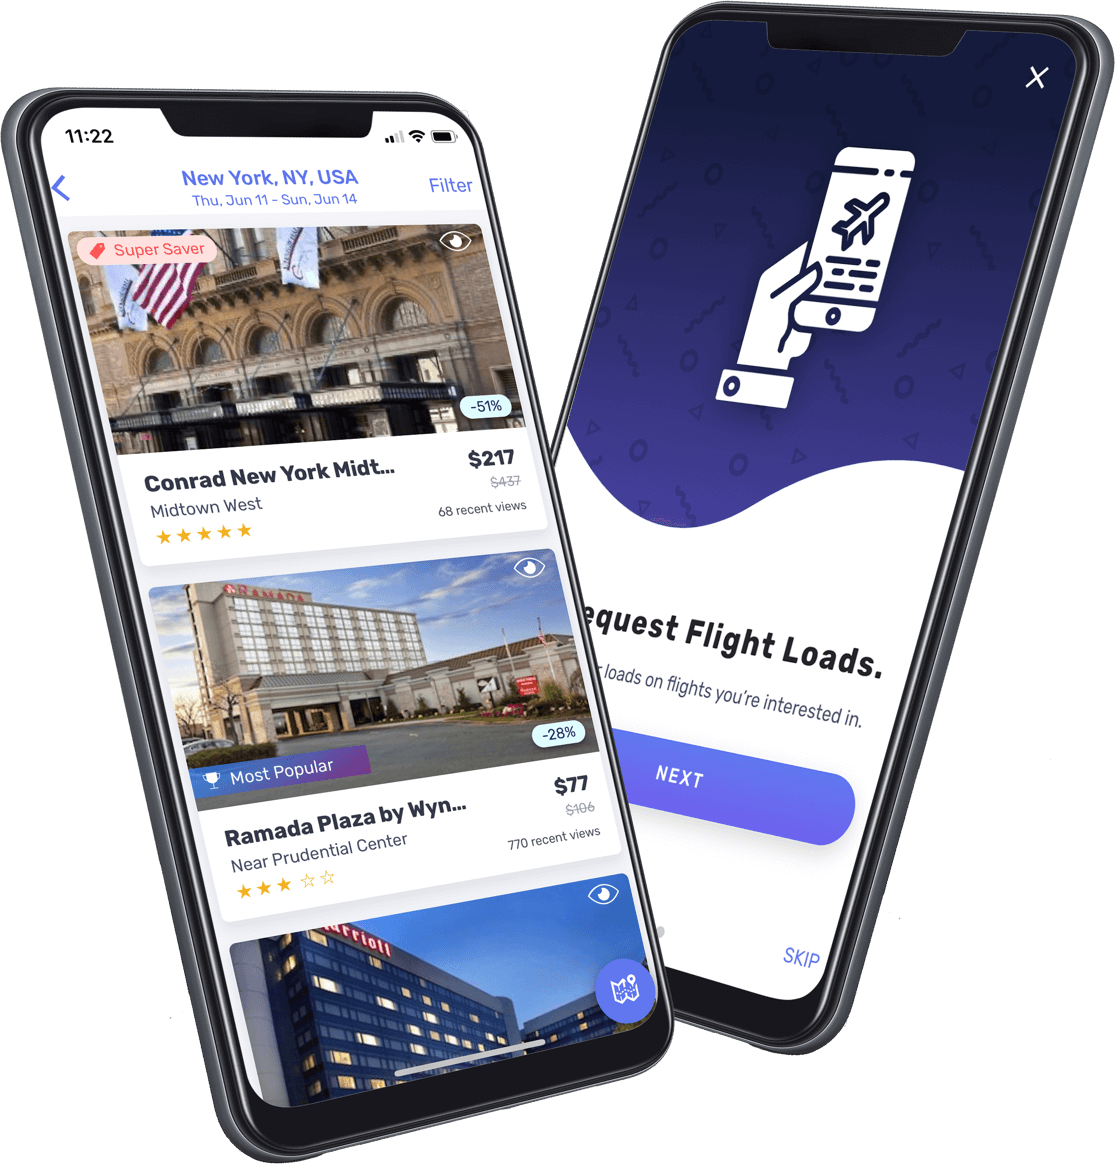 11:22
New York, NY, USA
Thu, Jun 11 - Sun, Jun 14
Filter
Super Saver
-51%
Conrad New York Midt...
$217
$437
Midtown West
68 recent views
RAMADA
-28%
Most Popular
Ramada Plaza by Wyn...
$77
$106
Near Prudential Center
770 recent views
arriott
equest Flight Loads.
r loads on flights you're interested in.
NEXT
SKIP